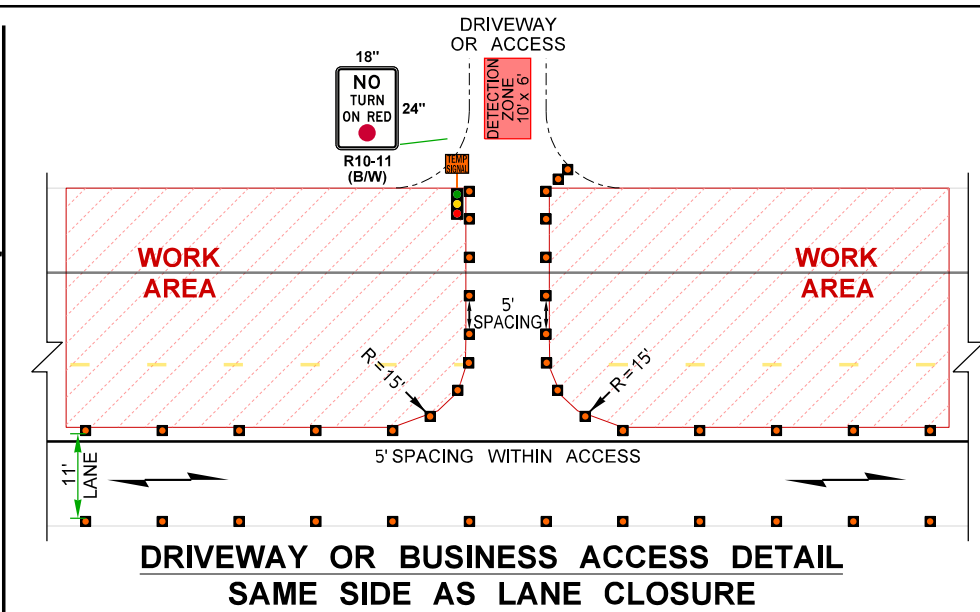 DRIVEWAY
OR ACCESS
18"
NO
TURN
ON RED
24"
R10-11
(B/W)
DETECTION
ZONE
10' x 6'
TEMP
SIGNAL
WORK
AREA
WORK
AREA
5'
SPACING
R=15'
R=15'
11'
LANE
5' SPACING WITHIN ACCESS
DRIVEWAY OR BUSINESS ACCESS DETAIL
SAME SIDE AS LANE CLOSURE